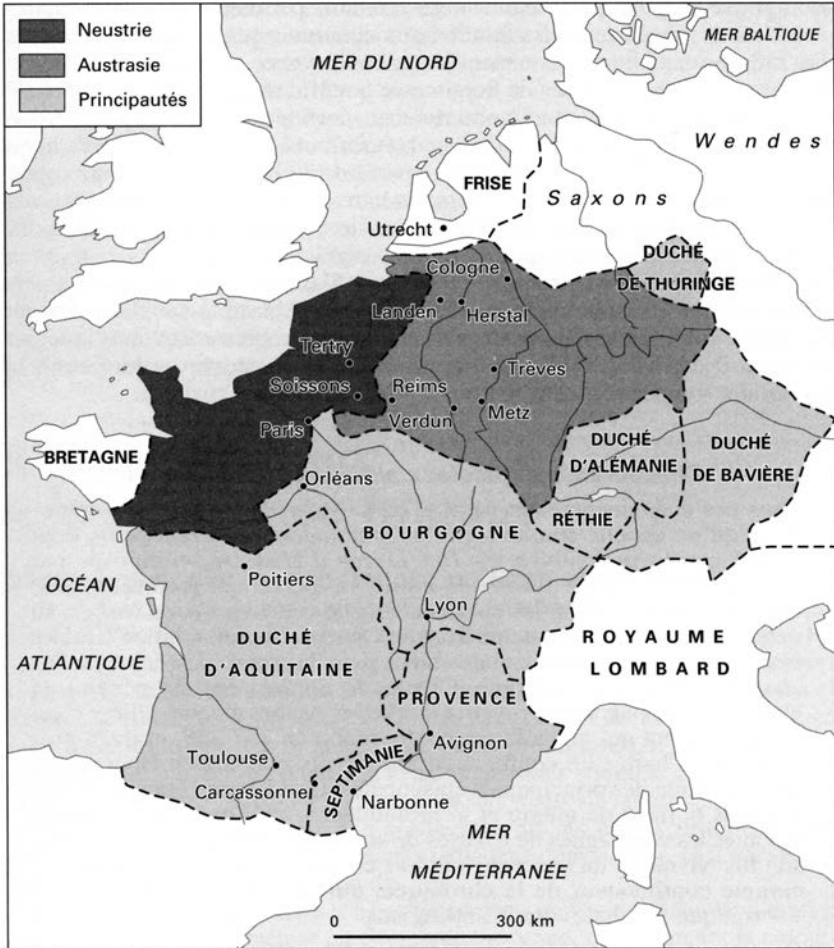 Neustrie
Austrasie
Principautés
MER DU NORD
MER BALTIQUE
Wendes
FRISE
Saxons
Utrecht
Cologne
DUCHÉ
DE THURINGE
Landen
Herstal
Tertry
Trèves
Soissons
Reims
Verdun
Metz
Paris
BRETAGNE
DUCHÉ
D'ALÉMANIE
DUCHÉ
DE BAVIÈRE
Orléans
RÉTHIE
BOURGOGNE
Poitiers
OCÉAN
ATLANTIQUE
Lyon
DUCHÉ
D'AQUITAINE
ROYAUME
LOMBARD
PROVENCE
Avignon
Toulouse
Carcassonne
SEPTIMANIE
Narbonne
MER
MÉDITERRANÉE
0 300 km